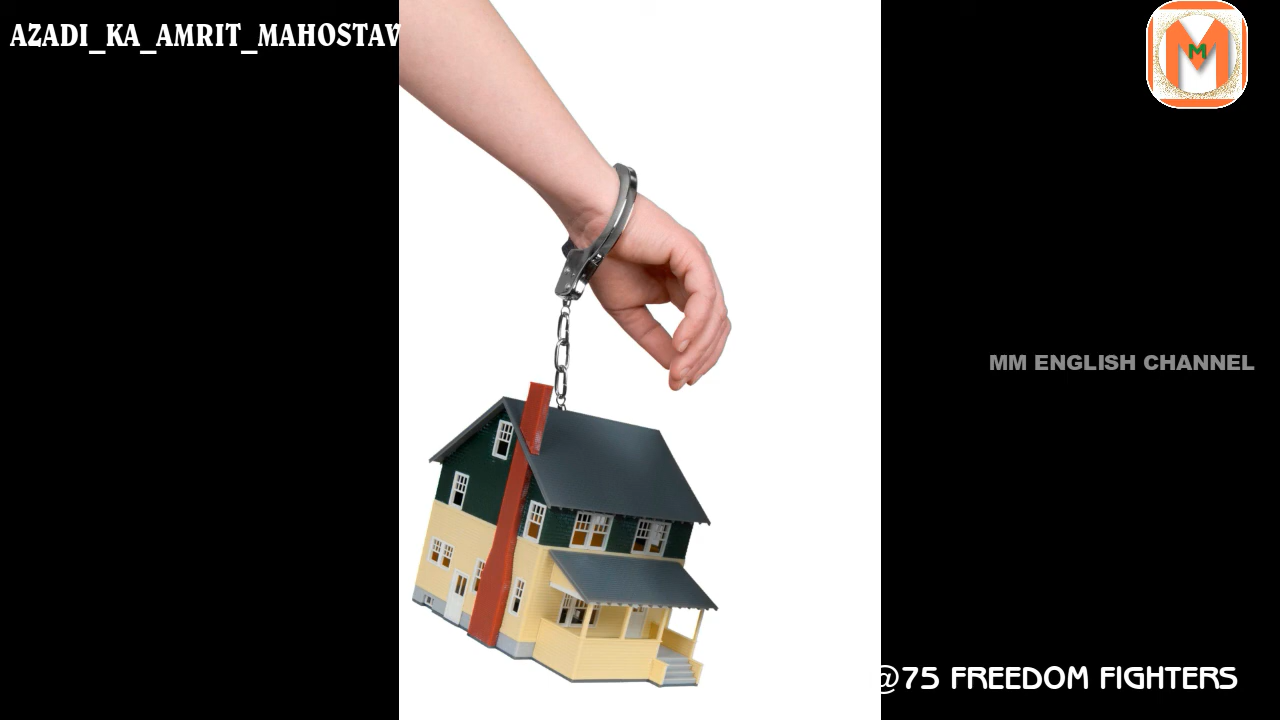 AZADI_KA_AMRIT_MAHOSTAV
M
MM ENGLISH CHANNEL
@75 FREEDOM FIGHTERS